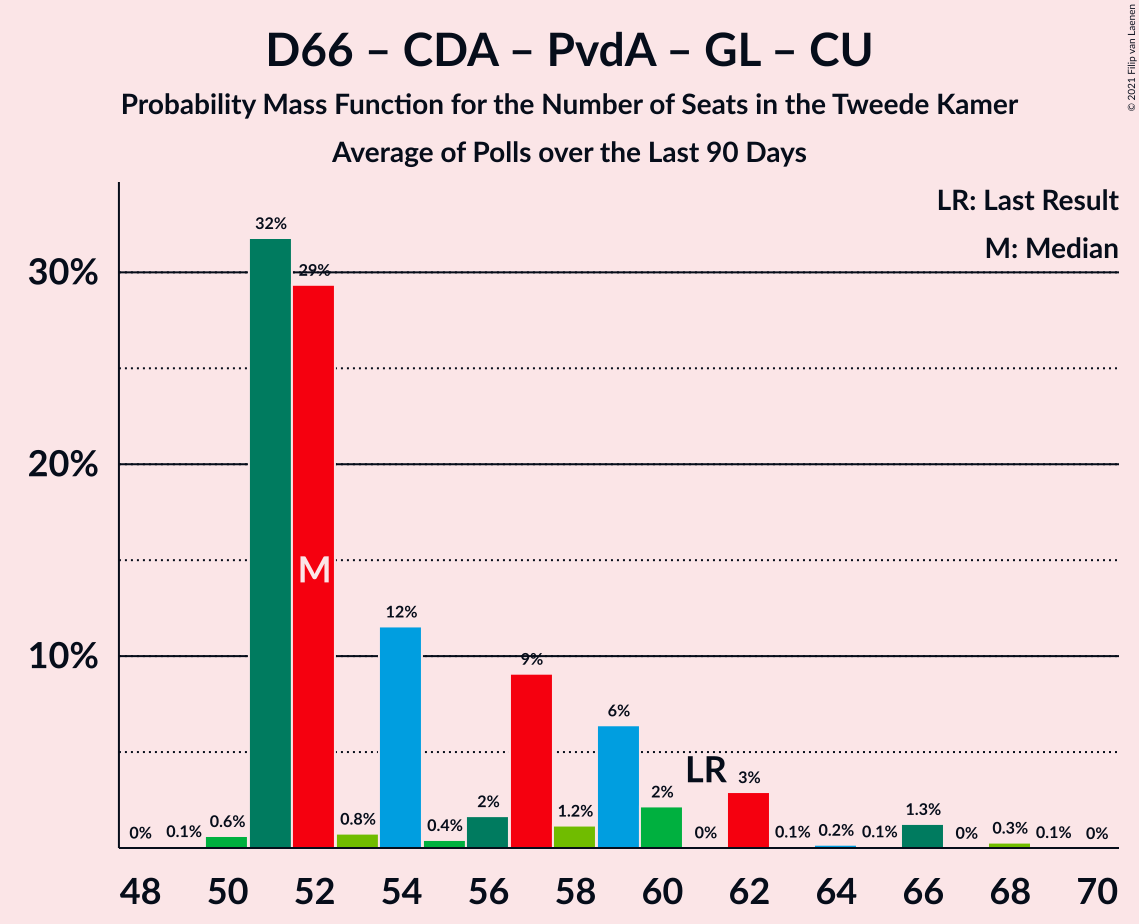 D66 – CDA – PvdA – GL – CU
Probability Mass Function for the Number of Seats in the Tweede Kamer
Average of Polls over the Last 90 Days
© 2021 Filip van Laenen
LR: Last Result
M: Median
30%
20%
10%
0%
0.1%
0.6%
32%
29%
M
0.8%
12%
0.4%
2%
9%
1.2%
6%
2%
LR
0%
3%
0.1%
0.2%
0.1%
1.3%
0%
0.3%
0.1%
0%
48 50 52 54 56 58 60 62 64 66 68 70